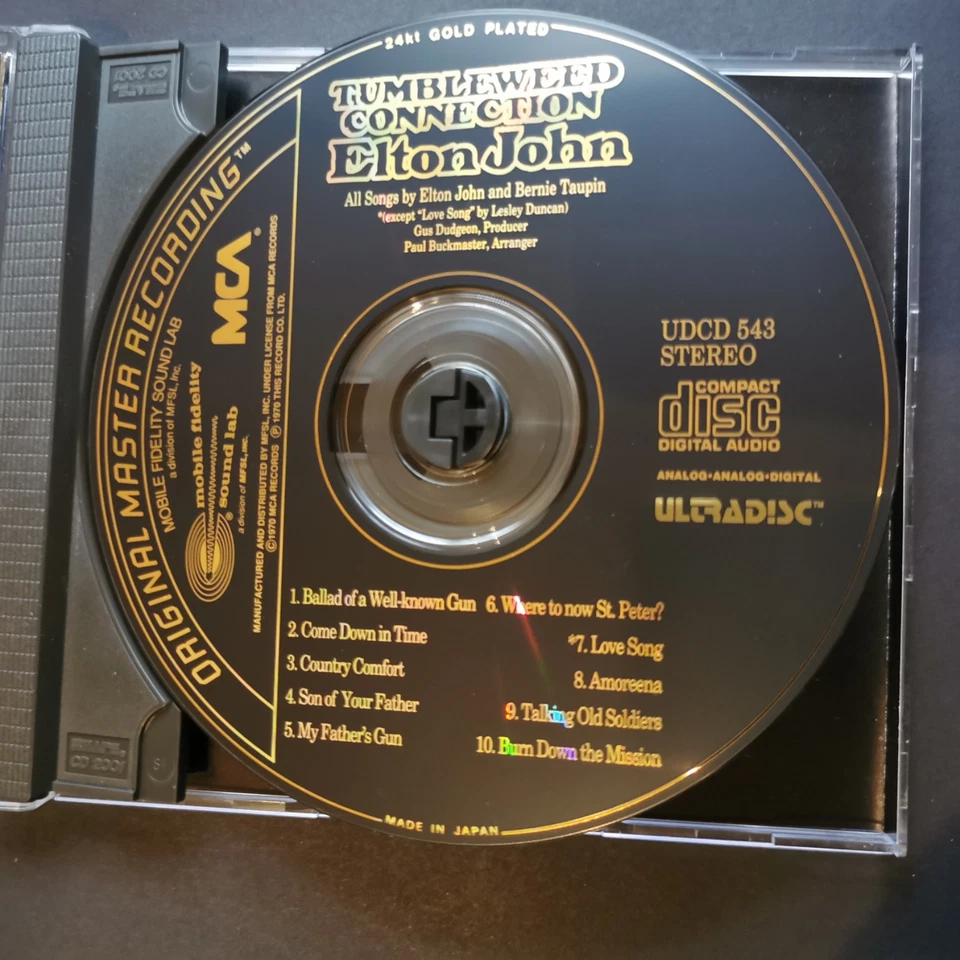 24kt GOLD PLATED
TUMBLEWEED
CONNECTION
Elton John
All Songs by Elton John and Bernie Taupin
*(except "Love Song" by Lesley Duncan)
Gus Dudgeon, Producer
Paul Buckmaster, Arranger
ORIGINAL MASTER RECORDING™
MOBILE FIDELITY SOUND LAB
a division of MFSL, Inc.
MCA®
mobile fidelity
sound lab
a division of MFSL, INC.
MANUFACTURED AND DISTRIBUTED BY MFSL, INC. UNDER LICENSE FROM MCA RECORDS
©1970 MCA RECORDS ℗ 1970 THIS RECORD CO. LTD.
UDCD 543
STEREO
COMPACT
disc
DIGITAL AUDIO
ANALOG•ANALOG•DIGITAL
ULTRADISC™
1. Ballad of a Well-known Gun
2. Come Down in Time
3. Country Comfort
4. Son of Your Father
5. My Father's Gun
6. Where to now St. Peter?
*7. Love Song
8. Amoreena
9. Talking Old Soldiers
10. Burn Down the Mission
MADE IN JAPAN
CD 2001
CD 2001